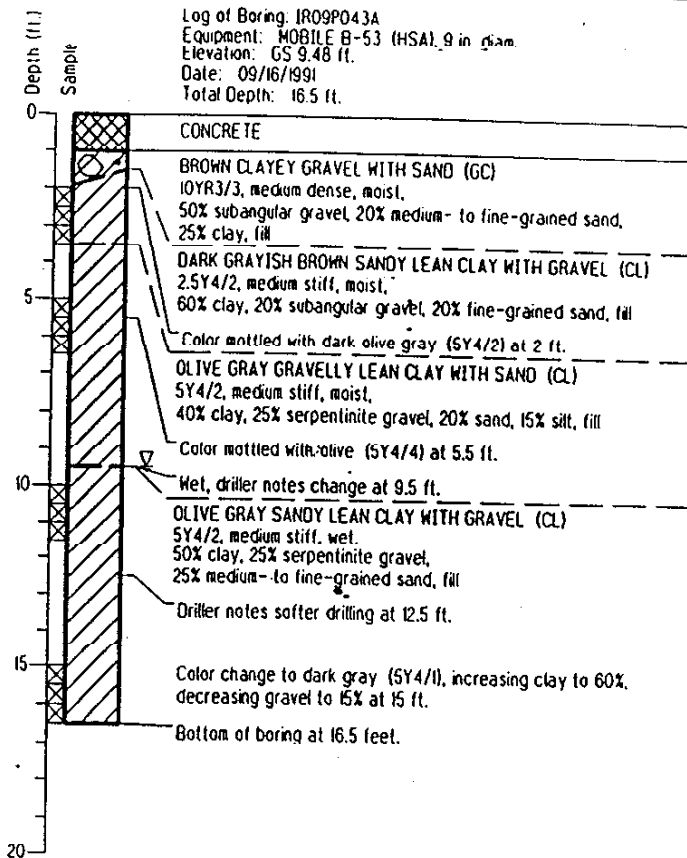 Log of Boring: IR09P043A
Equipment: MOBILE B-53 (HSA), 9 in. diam.
Elevation: GS 9.48 ft.
Date: 09/16/1991
Total Depth: 16.5 ft.
Depth (ft.)
Sample
0
CONCRETE
BROWN CLAYEY GRAVEL WITH SAND (GC)
10YR3/3, medium dense, moist,
50% subangular gravel, 20% medium- to fine-grained sand,
25% clay, fill
DARK GRAYISH BROWN SANDY LEAN CLAY WITH GRAVEL (CL)
2.5Y4/2, medium stiff, moist,
60% clay, 20% subangular gravel, 20% fine-grained sand, fill
5
Color mottled with dark olive gray (5Y4/2) at 2 ft.
OLIVE GRAY GRAVELLY LEAN CLAY WITH SAND (CL)
5Y4/2, medium stiff, moist,
40% clay, 25% serpentinite gravel, 20% sand, 15% silt, fill
Color mottled with olive (5Y4/4) at 5.5 ft.
10
Wet, driller notes change at 9.5 ft.
OLIVE GRAY SANDY LEAN CLAY WITH GRAVEL (CL)
5Y4/2, medium stiff, wet.
50% clay, 25% serpentinite gravel,
25% medium- to fine-grained sand, fill
Driller notes softer drilling at 12.5 ft.
15
Color change to dark gray (5Y4/1), increasing clay to 60%,
decreasing gravel to 15% at 15 ft.
Bottom of boring at 16.5 feet.
20